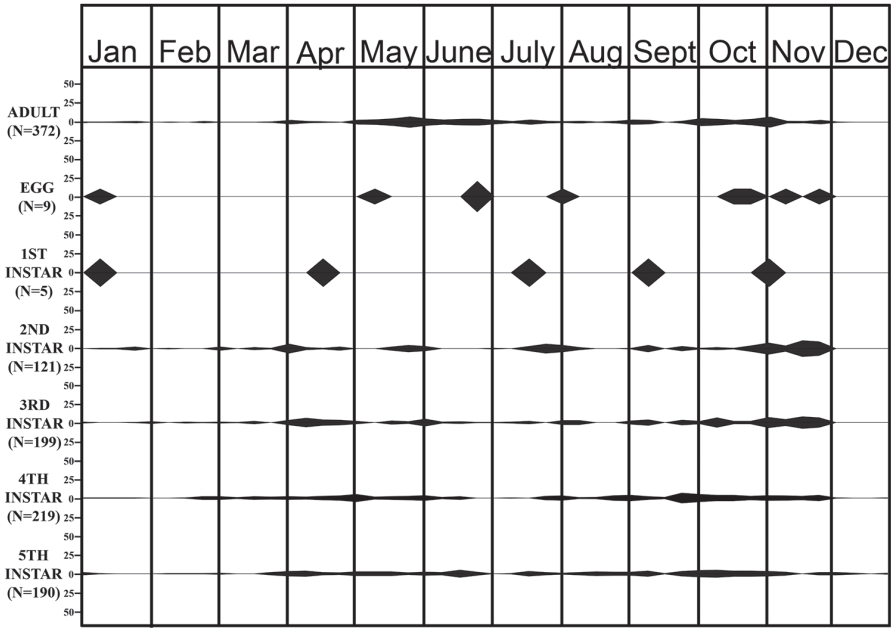 Jan Feb Mar Apr May June July Aug Sept Oct Nov Dec
50
25
ADULT
0
(N=372)
25
50
25
EGG
0
(N=9)
25
50
1ST 25
INSTAR 0
(N=5) 25
50
2ND 25
INSTAR 0
(N=121) 25
50
3RD 25
INSTAR 0
(N=199) 25
50
4TH 25
INSTAR 0
(N=219) 25
50
5TH 25
INSTAR 0
(N=190) 25
50